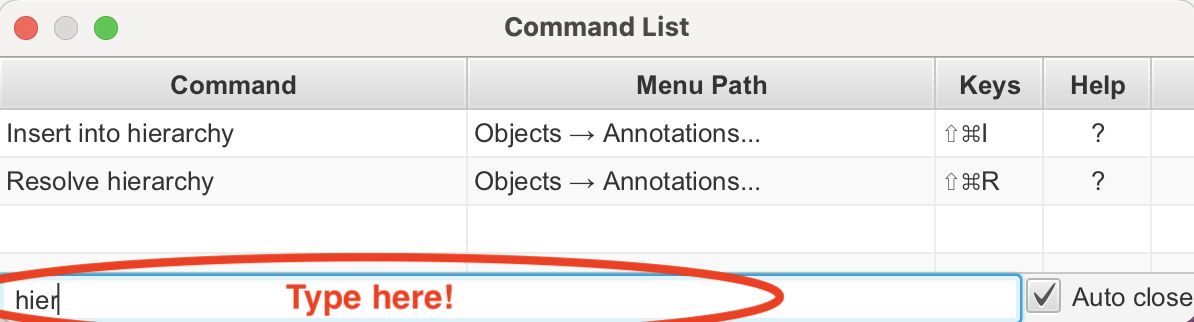 Command List
Command Menu Path Keys Help
Insert into hierarchy Objects → Annotations... ⇧⌘I ?
Resolve hierarchy Objects → Annotations... ⇧⌘R ?
hier Type here! Auto close